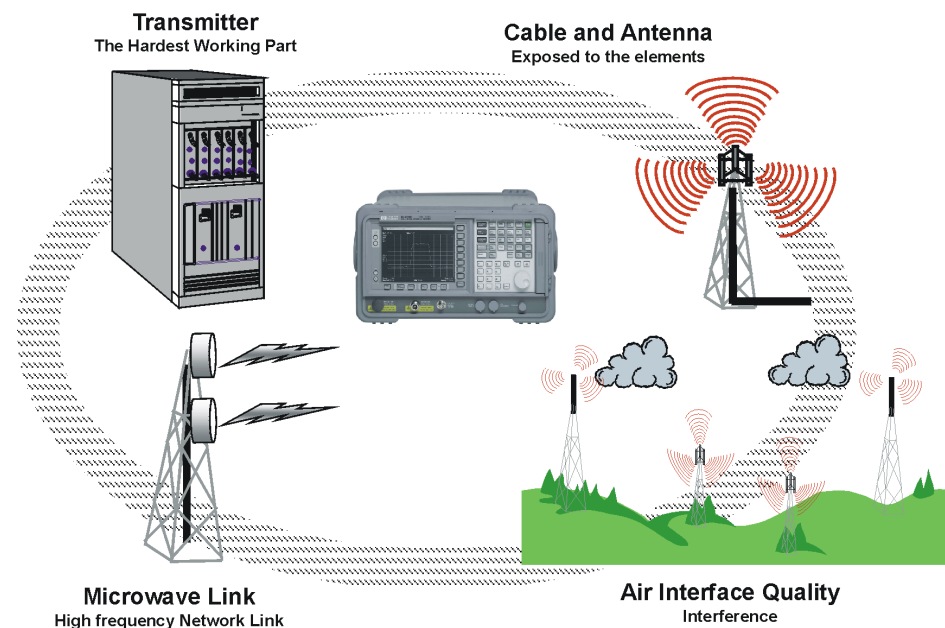 Transmitter
The Hardest Working Part
Cable and Antenna
Exposed to the elements
Microwave Link
High frequency Network Link
Air Interface Quality
Interference